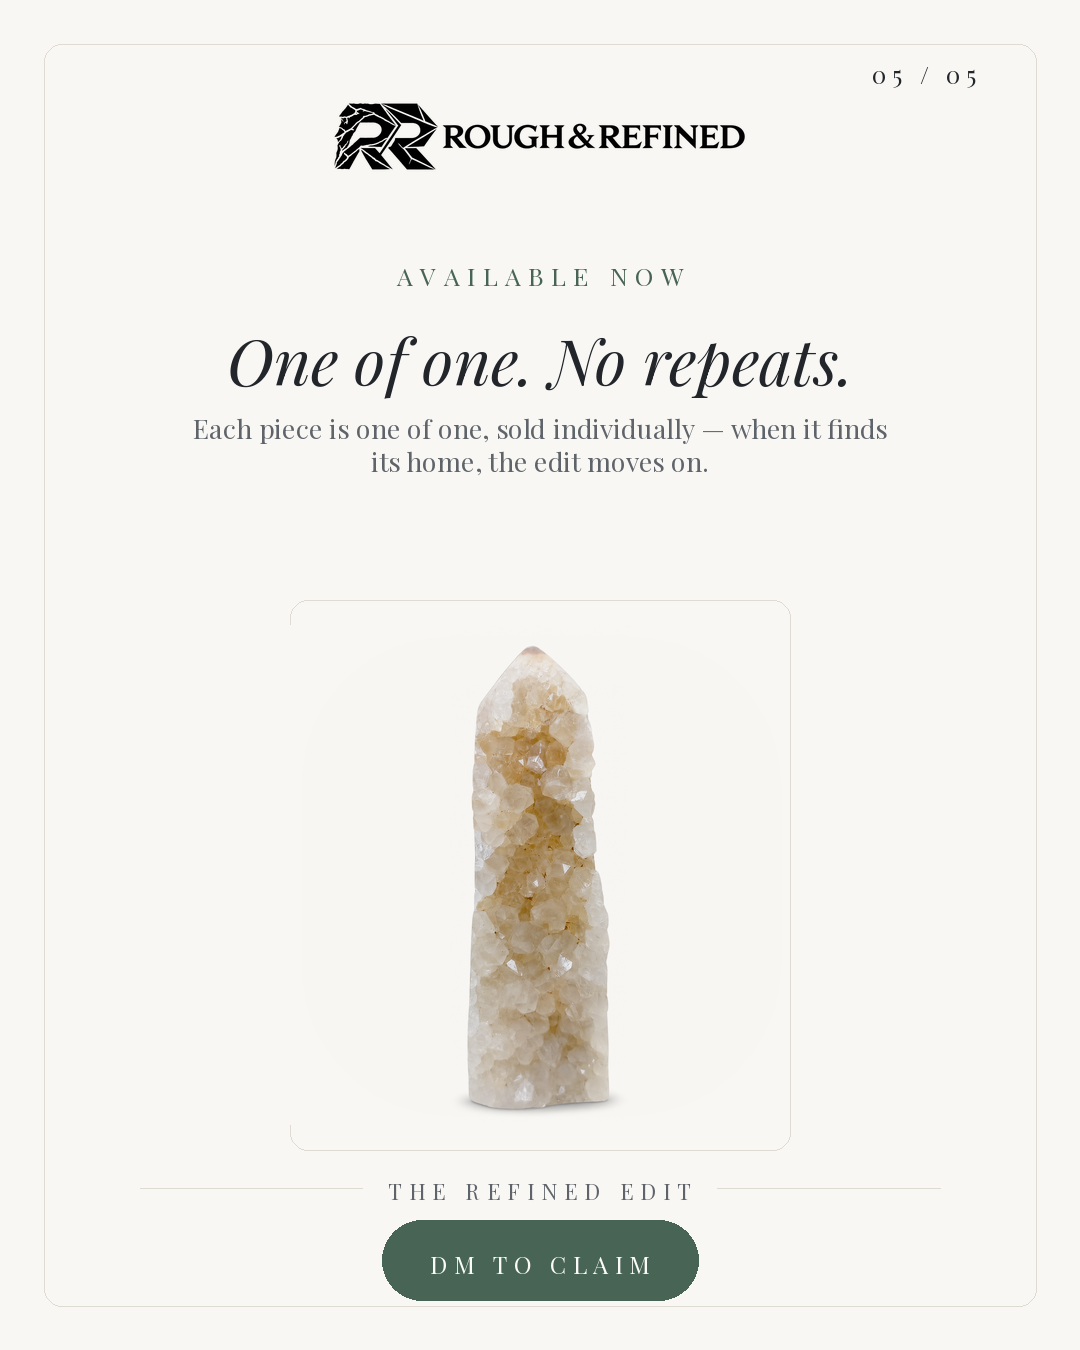 05 / 05
ROUGH & REFINED
AVAILABLE NOW
One of one. No repeats.
Each piece is one of one, sold individually — when it finds
its home, the edit moves on.
THE REFINED EDIT
DM TO CLAIM